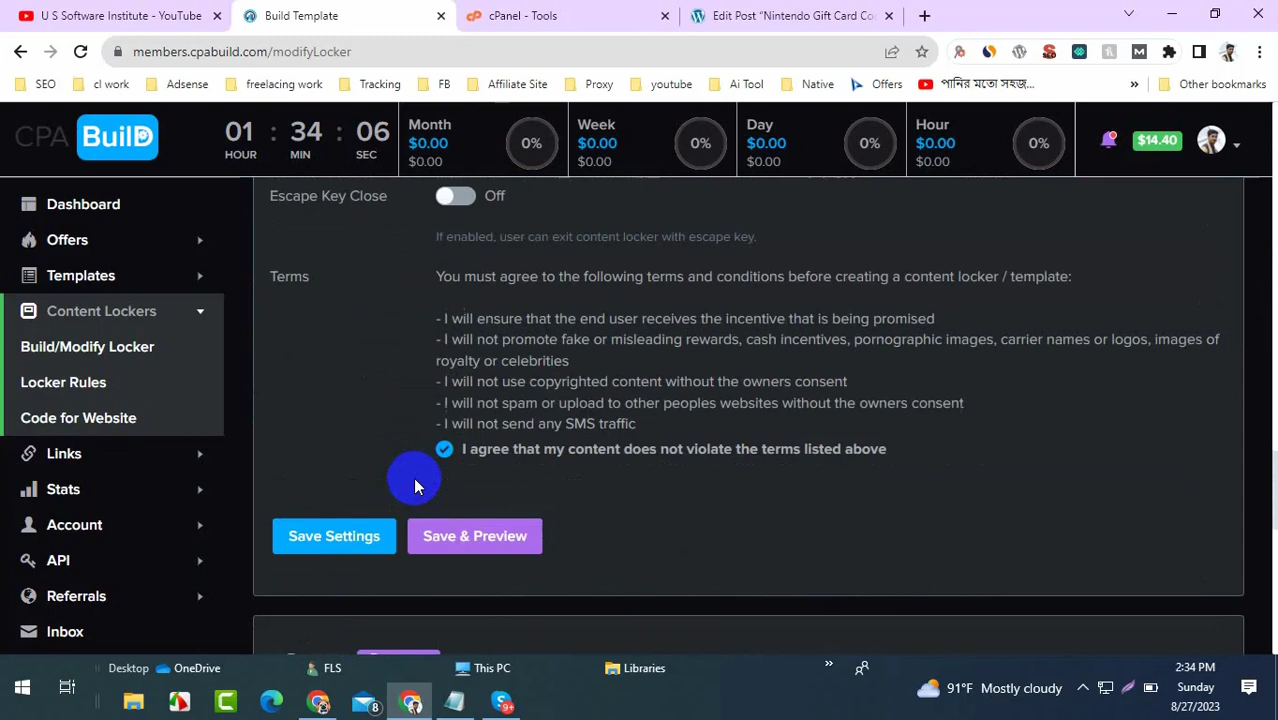 U S Software Institute - YouTube
Build Template
cPanel - Tools
Edit Post “Nintendo Gift Card Co
members.cpabuild.com/modifyLocker
SEO
cl work
Adsense
freelacing work
Tracking
FB
Affiliate Site
Proxy
youtube
Ai Tool
Native
Offers
পানির মতো সহজ...
»
Other bookmarks
CPA BuilD
01 : 34 : 06
HOUR MIN SEC
Month
$0.00
$0.00
0%
Week
$0.00
$0.00
0%
Day
$0.00
$0.00
0%
Hour
$0.00
$0.00
0%
$14.40
Dashboard
Offers
Templates
Content Lockers
Build/Modify Locker
Locker Rules
Code for Website
Links
Stats
Account
API
Referrals
Inbox
Escape Key Close
Off
If enabled, user can exit content locker with escape key.
Terms
You must agree to the following terms and conditions before creating a content locker / template:
- I will ensure that the end user receives the incentive that is being promised
- I will not promote fake or misleading rewards, cash incentives, pornographic images, carrier names or logos, images of
royalty or celebrities
- I will not use copyrighted content without the owners consent
- I will not spam or upload to other peoples websites without the owners consent
- I will not send any SMS traffic
I agree that my content does not violate the terms listed above
Save Settings
Save & Preview
Desktop
OneDrive
FLS
This PC
Libraries
»
8
9+
91°F Mostly cloudy
2:34 PM
Sunday
8/27/2023